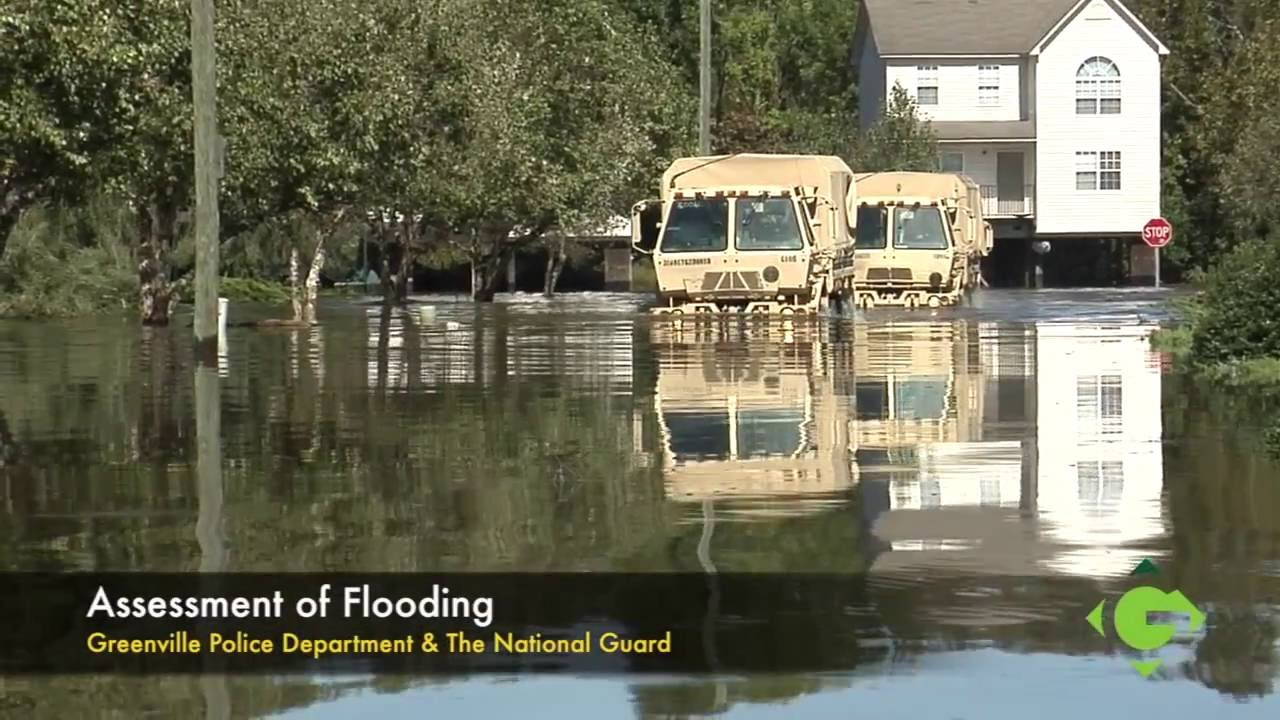 STOP
Assessment of Flooding
Greenville Police Department & The National Guard
G